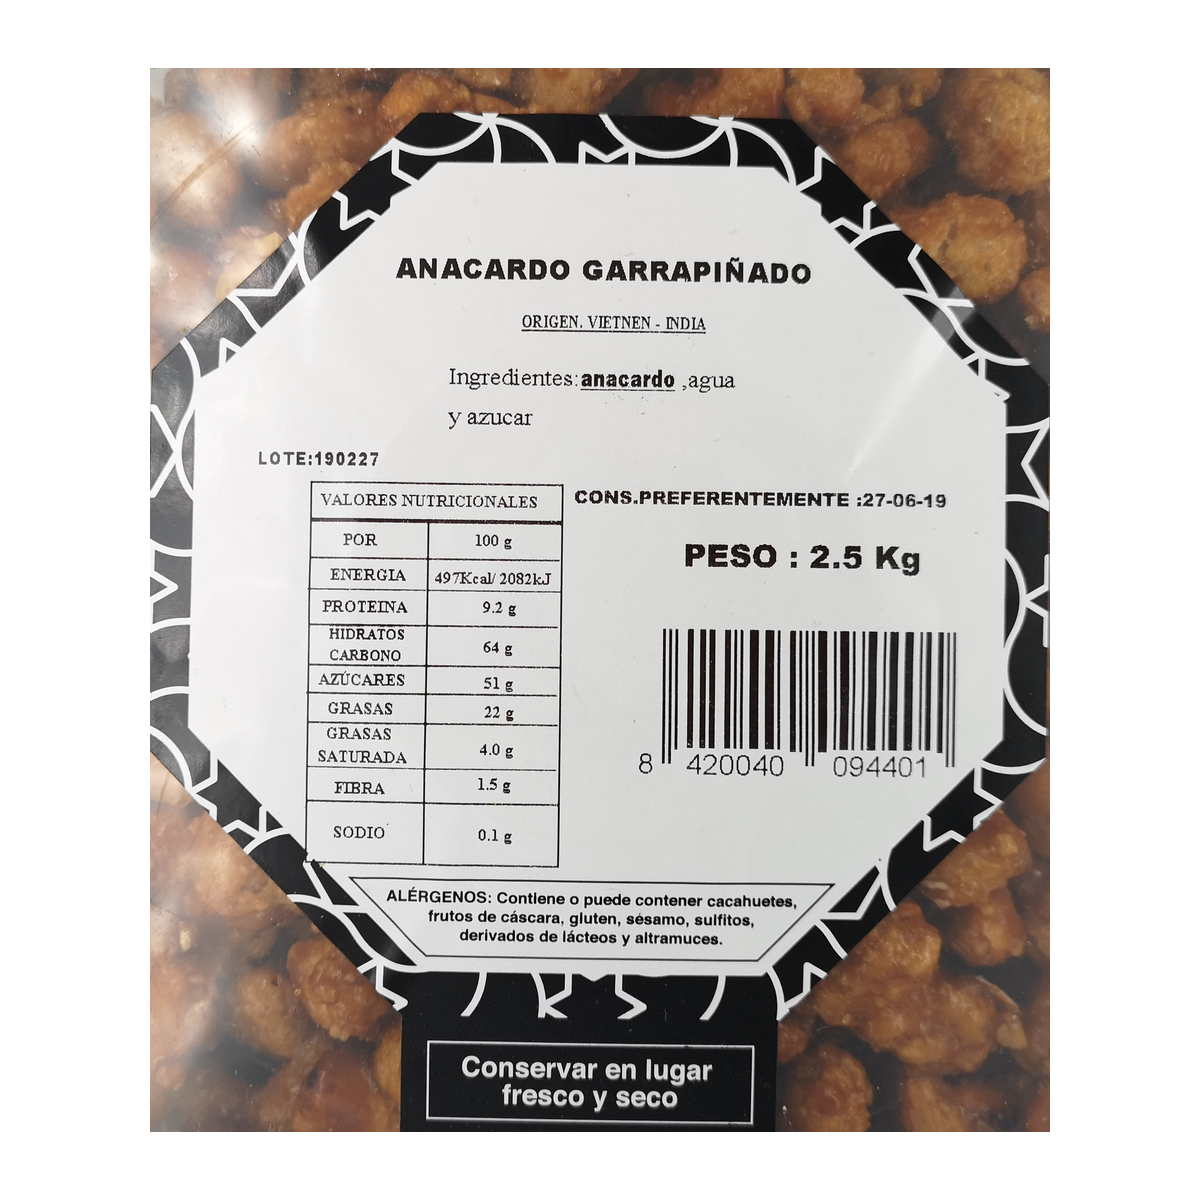 ANACARDO GARRAPIÑADO
ORIGEN. VIETNEN - INDIA
Ingredientes:anacardo ,agua
y azucar
LOTE:190227
VALORES NUTRICIONALES
POR 100 g
ENERGIA 497Kcal/ 2082kJ
PROTEINA 9.2 g
HIDRATOS
CARBONO 64 g
AZÚCARES 51 g
GRASAS 22 g
GRASAS
SATURADA 4.0 g
FIBRA 1.5 g
SODIO 0.1 g
CONS.PREFERENTEMENTE :27-06-19
PESO : 2.5 Kg
8 420040 094401
ALÉRGENOS: Contiene o puede contener cacahuetes,
frutos de cáscara, gluten, sésamo, sulfitos,
derivados de lácteos y altramuces.
Conservar en lugar
fresco y seco